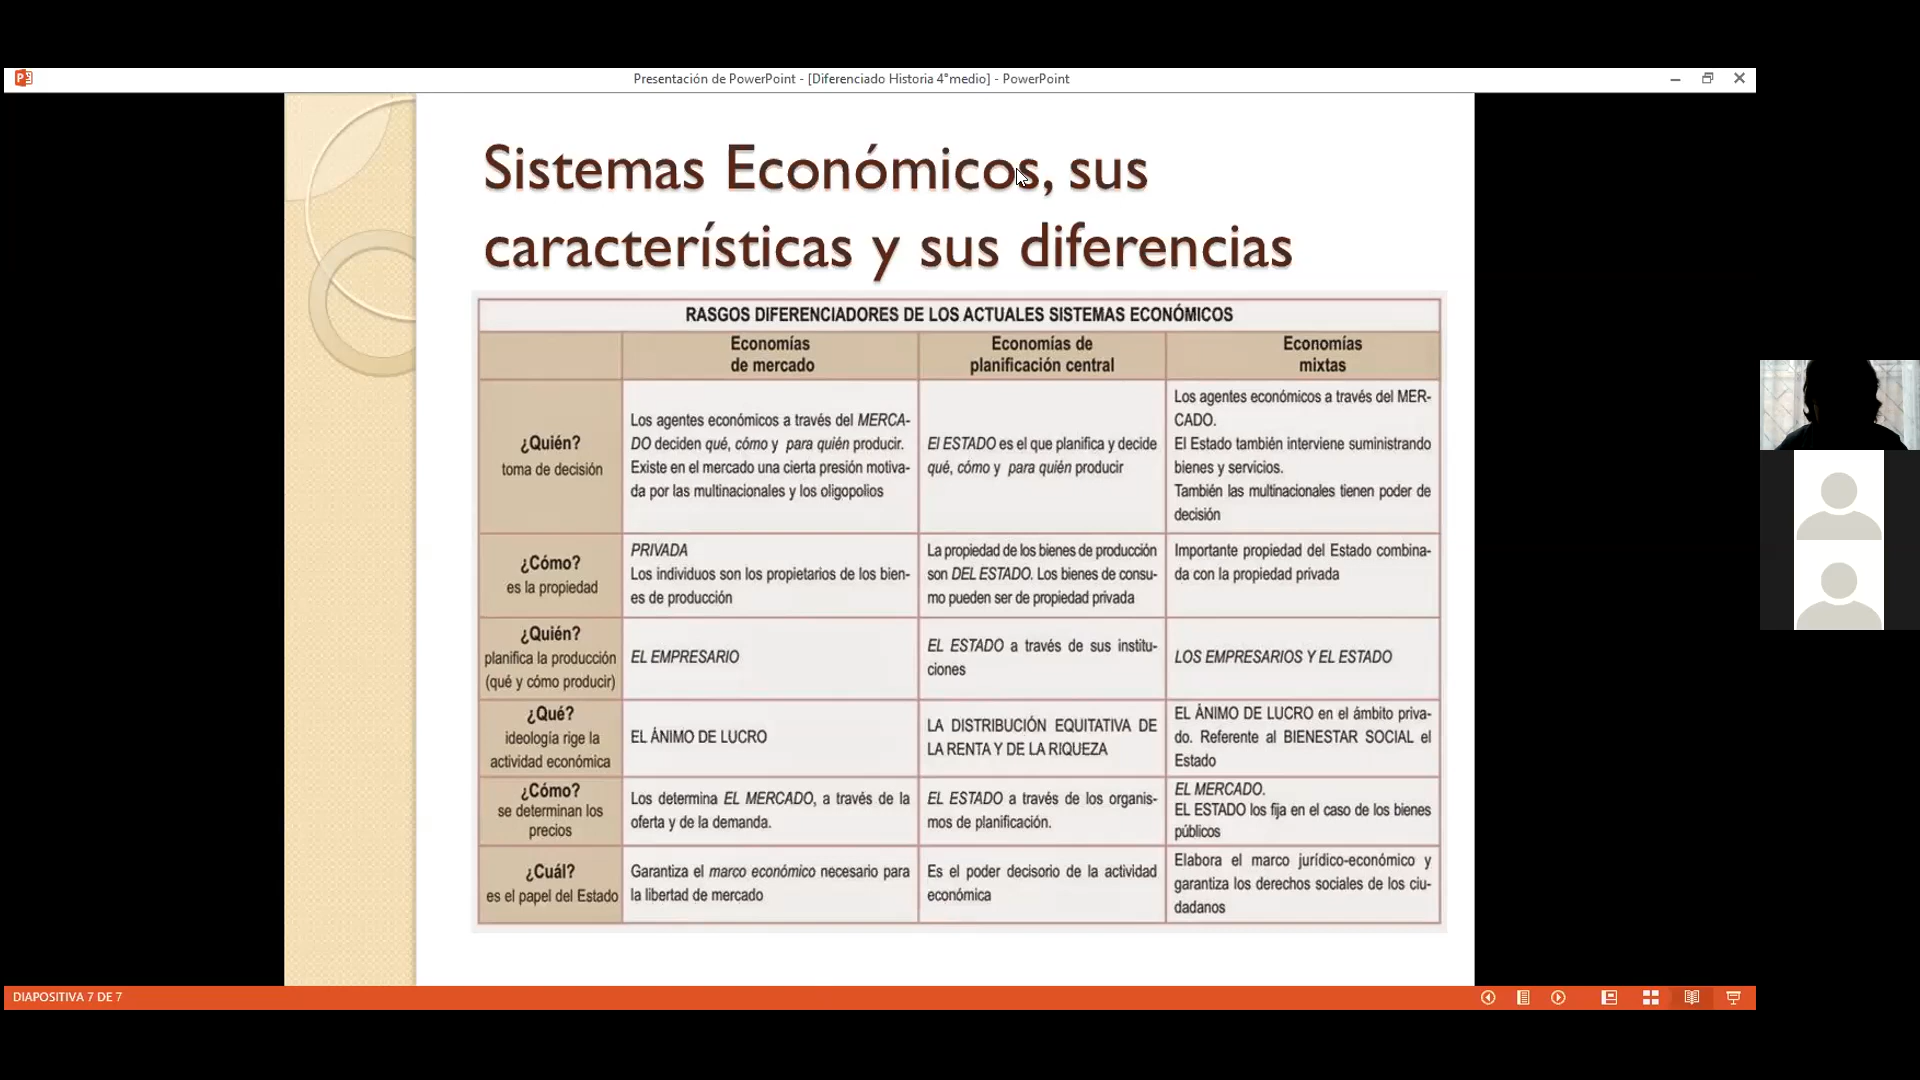 Presentación de PowerPoint - [Diferenciado Historia 4°medio] - PowerPoint
Sistemas Económicos, sus
características y sus diferencias
RASGOS DIFERENCIADORES DE LOS ACTUALES SISTEMAS ECONÓMICOS
Economías
de mercado
Economías de
planificación central
Economías
mixtas
¿Quién?
toma de decisión
Los agentes económicos a través del MERCA-
DO deciden qué, cómo y para quién producir.
Existe en el mercado una cierta presión motiva-
da por las multinacionales y los oligopolios
El ESTADO es el que planifica y decide
qué, cómo y para quién producir
Los agentes económicos a través del MER-
CADO.
El Estado también interviene suministrando
bienes y servicios.
También las multinacionales tienen poder de
decisión
¿Cómo?
es la propiedad
PRIVADA
Los individuos son los propietarios de los bien-
es de producción
La propiedad de los bienes de producción
son DEL ESTADO. Los bienes de consu-
mo pueden ser de propiedad privada
Importante propiedad del Estado combina-
da con la propiedad privada
¿Quién?
planifica la producción
(qué y cómo producir)
EL EMPRESARIO
EL ESTADO a través de sus institu-
ciones
LOS EMPRESARIOS Y EL ESTADO
¿Qué?
ideología rige la
actividad económica
EL ÁNIMO DE LUCRO
LA DISTRIBUCIÓN EQUITATIVA DE
LA RENTA Y DE LA RIQUEZA
EL ÁNIMO DE LUCRO en el ámbito priva-
do. Referente al BIENESTAR SOCIAL el
Estado
¿Cómo?
se determinan los
precios
Los determina EL MERCADO, a través de la
oferta y de la demanda.
EL ESTADO a través de los organis-
mos de planificación.
EL MERCADO.
EL ESTADO los fija en el caso de los bienes
públicos
¿Cuál?
es el papel del Estado
Garantiza el marco económico necesario para
la libertad de mercado
Es el poder decisorio de la actividad
económica
Elabora el marco jurídico-económico y
garantiza los derechos sociales de los ciu-
dadanos
DIAPOSITIVA 7 DE 7